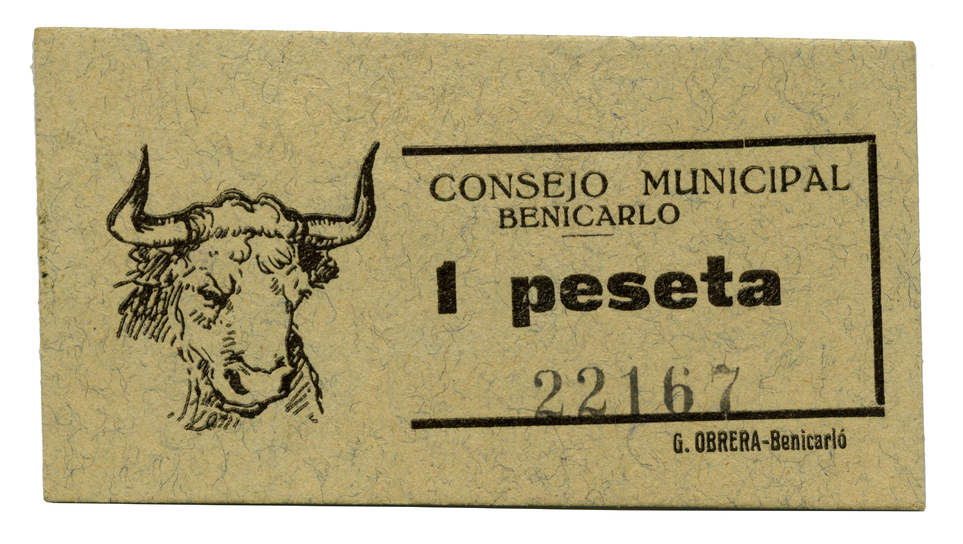 CONSEJO MUNICIPAL
BENICARLO
1 peseta
22167
G. OBRERA-Benicarló